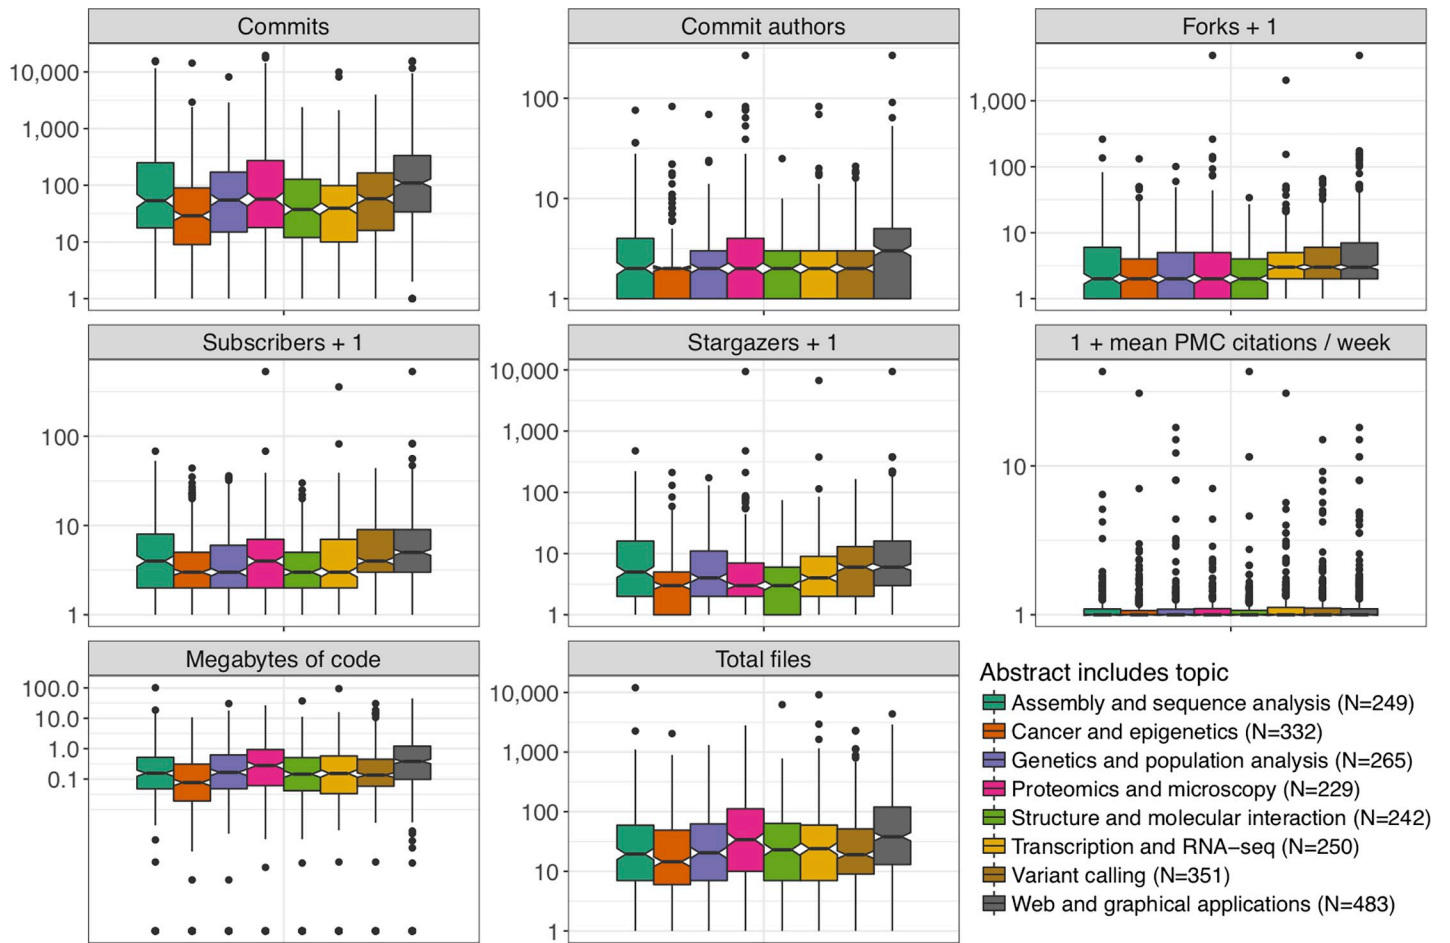 Commits
10,000
1,000
100
10
1
Commit authors
100
10
1
Forks + 1
1,000
100
10
1
Subscribers + 1
100
10
1
Stargazers + 1
10,000
1,000
100
10
1
1 + mean PMC citations / week
10
1
Megabytes of code
100.0
10.0
1.0
0.1
Total files
10,000
1,000
100
10
1
Abstract includes topic
Assembly and sequence analysis (N=249)
Cancer and epigenetics (N=332)
Genetics and population analysis (N=265)
Proteomics and microscopy (N=229)
Structure and molecular interaction (N=242)
Transcription and RNA−seq (N=250)
Variant calling (N=351)
Web and graphical applications (N=483)